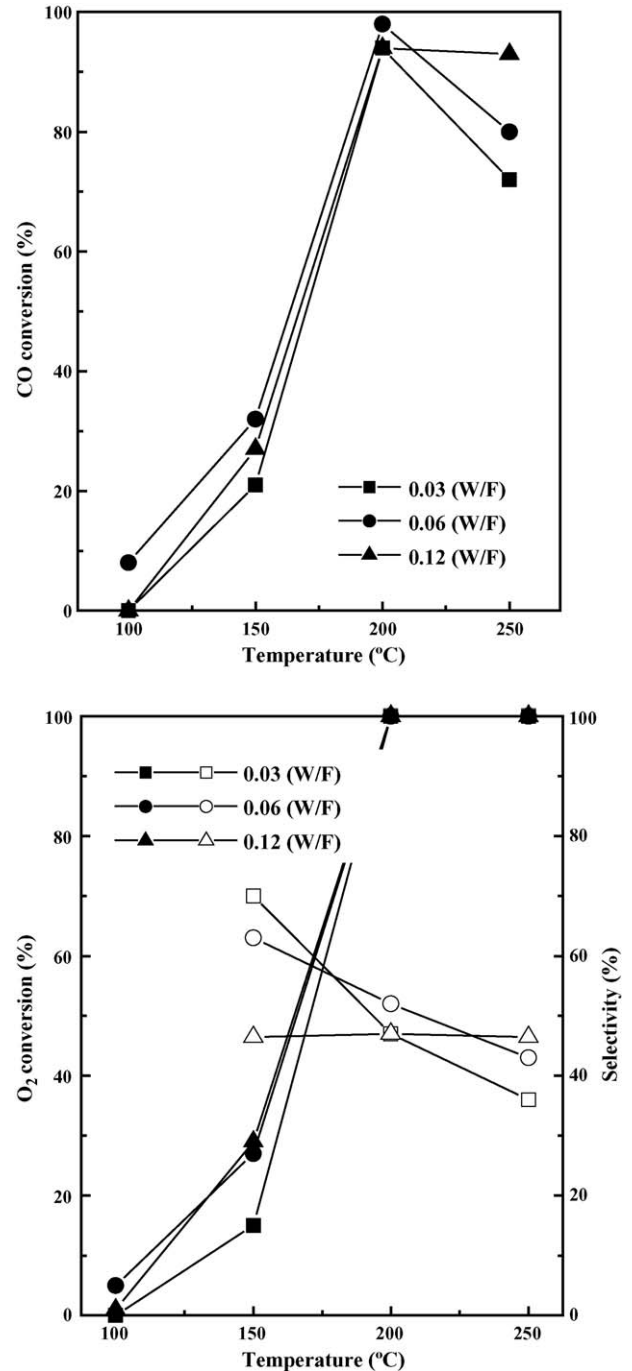 100
80
60
40
20
0
CO conversion (%)
0.03 (W/F)
0.06 (W/F)
0.12 (W/F)
100 150 200 250
Temperature (ºC)
100 100
0.03 (W/F)
0.06 (W/F)
0.12 (W/F)
80 80
60 60
40 40
20 20
0 0
O₂ conversion (%)
Selectivity (%)
100 150 200 250
Temperature (ºC)